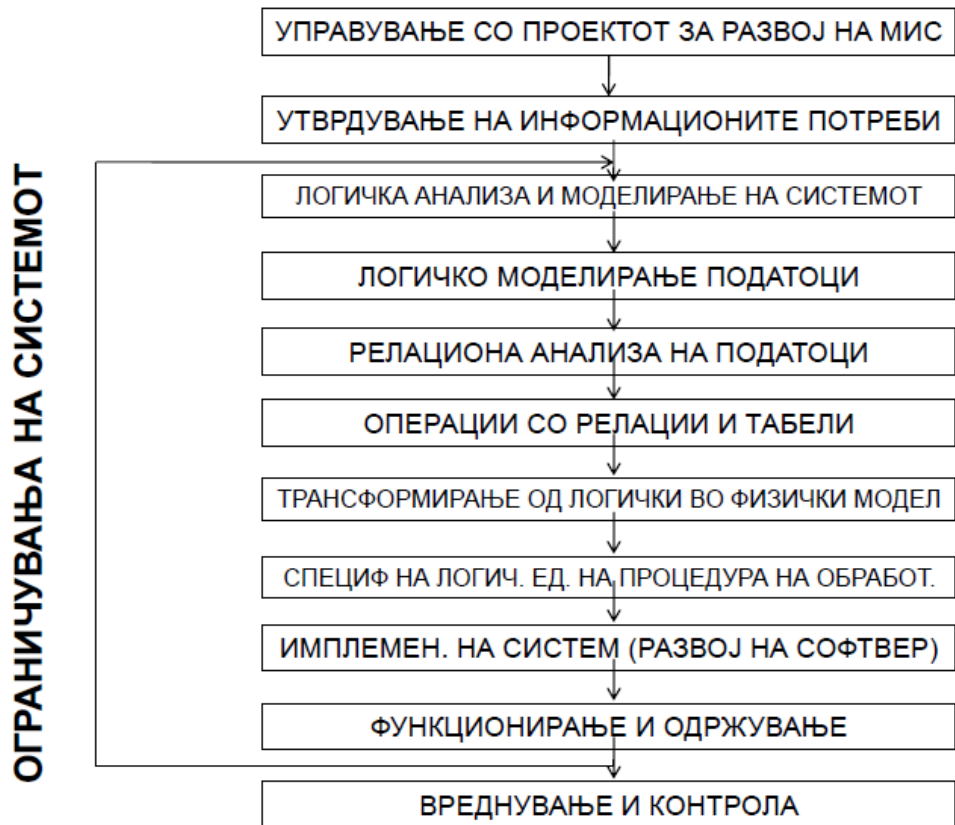 УПРАВУВАЊЕ СО ПРОЕКТОТ ЗА РАЗВОЈ НА МИС
УТВРДУВАЊЕ НА ИНФОРМАЦИОНИТЕ ПОТРЕБИ
ЛОГИЧКА АНАЛИЗА И МОДЕЛИРАЊЕ НА СИСТЕМОТ
ЛОГИЧКО МОДЕЛИРАЊЕ ПОДАТОЦИ
РЕЛАЦИОНА АНАЛИЗА НА ПОДАТОЦИ
ОПЕРАЦИИ СО РЕЛАЦИИ И ТАБЕЛИ
ТРАНСФОРМИРАЊЕ ОД ЛОГИЧКИ ВО ФИЗИЧКИ МОДЕЛ
СПЕЦИФ НА ЛОГИЧ. ЕД. НА ПРОЦЕДУРА НА ОБРАБОТ.
ИМПЛЕМЕН. НА СИСТЕМ (РАЗВОЈ НА СОФТВЕР)
ФУНКЦИОНИРАЊЕ И ОДРЖУВАЊЕ
ВРЕДНУВАЊЕ И КОНТРОЛА
ОГРАНИЧУВАЊА НА СИСТЕМОТ